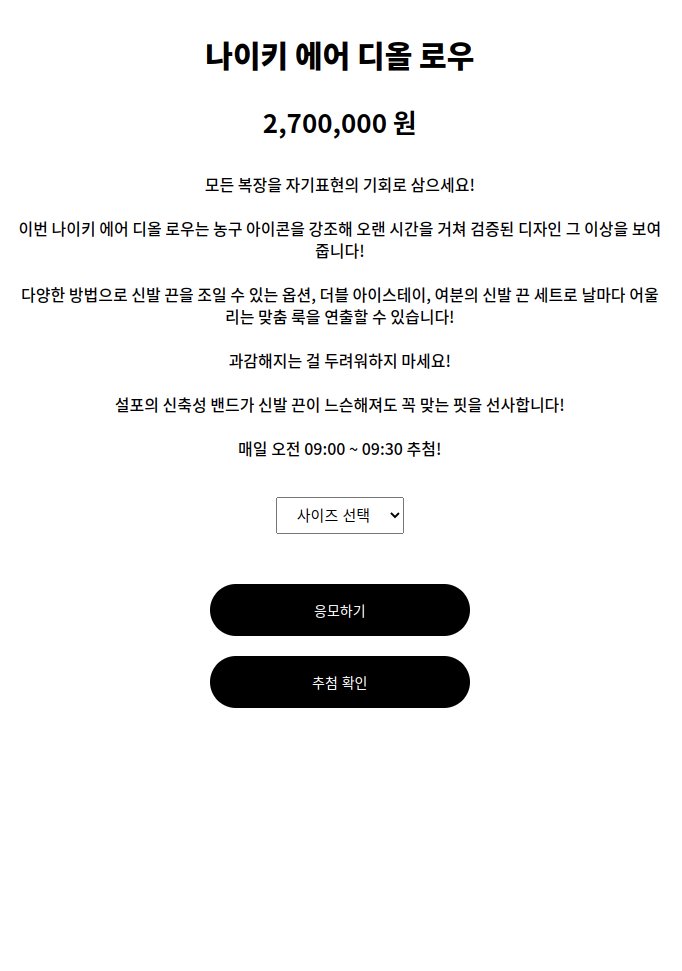 나이키 에어 디올 로우
2,700,000 원
모든 복장을 자기표현의 기회로 삼으세요!
이번 나이키 에어 디올 로우는 농구 아이콘을 강조해 오랜 시간을 거쳐 검증된 디자인 그 이상을 보여
줍니다!
다양한 방법으로 신발 끈을 조일 수 있는 옵션, 더블 아이스테이, 여분의 신발 끈 세트로 날마다 어울
리는 맞춤 룩을 연출할 수 있습니다!
과감해지는 걸 두려워하지 마세요!
설포의 신축성 밴드가 신발 끈이 느슨해져도 꼭 맞는 핏을 선사합니다!
매일 오전 09:00 ~ 09:30 추첨!
사이즈 선택
응모하기
추첨 확인